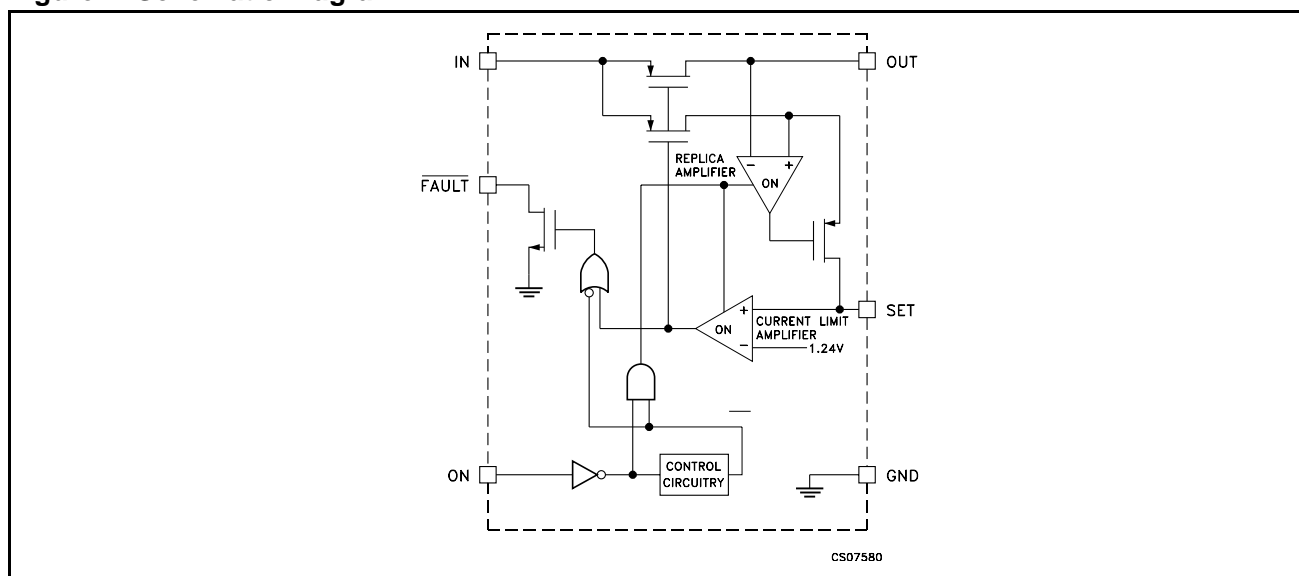 IN
OUT
REPLICA
AMPLIFIER
−
+
ON
FAULT
+
SET
ON
CURRENT LIMIT
AMPLIFIER
−
1.24V
ON
CONTROL
CIRCUITRY
GND
CS07580